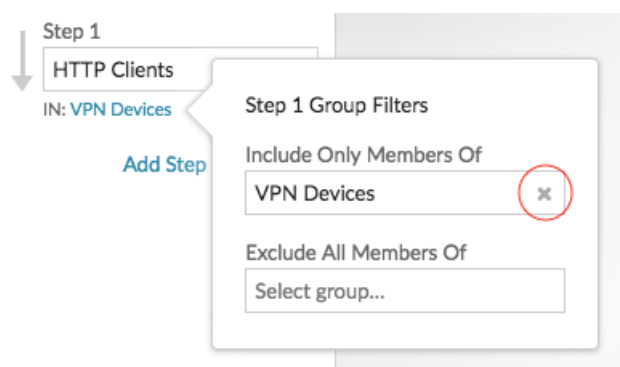 Step 1
HTTP Clients
IN: VPN Devices
Add Step
Step 1 Group Filters
Include Only Members Of
VPN Devices
Exclude All Members Of
Select group...